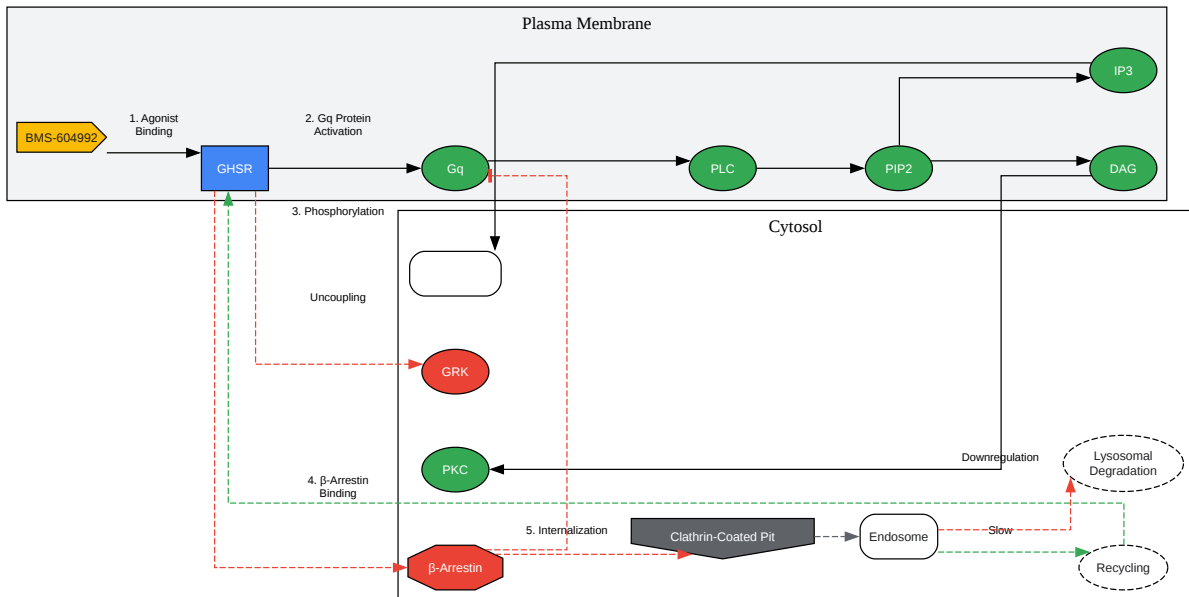 Plasma Membrane
IP3
1. Agonist
Binding
2. Gq Protein
Activation
BMS-604992
GHSR
Gq
PLC
PIP2
DAG
3. Phosphorylation
Cytosol
Uncoupling
GRK
PKC
Downregulation
Lysosomal
Degradation
4. β-Arrestin
Binding
5. Internalization
Clathrin-Coated Pit
Endosome
Slow
β-Arrestin
Recycling